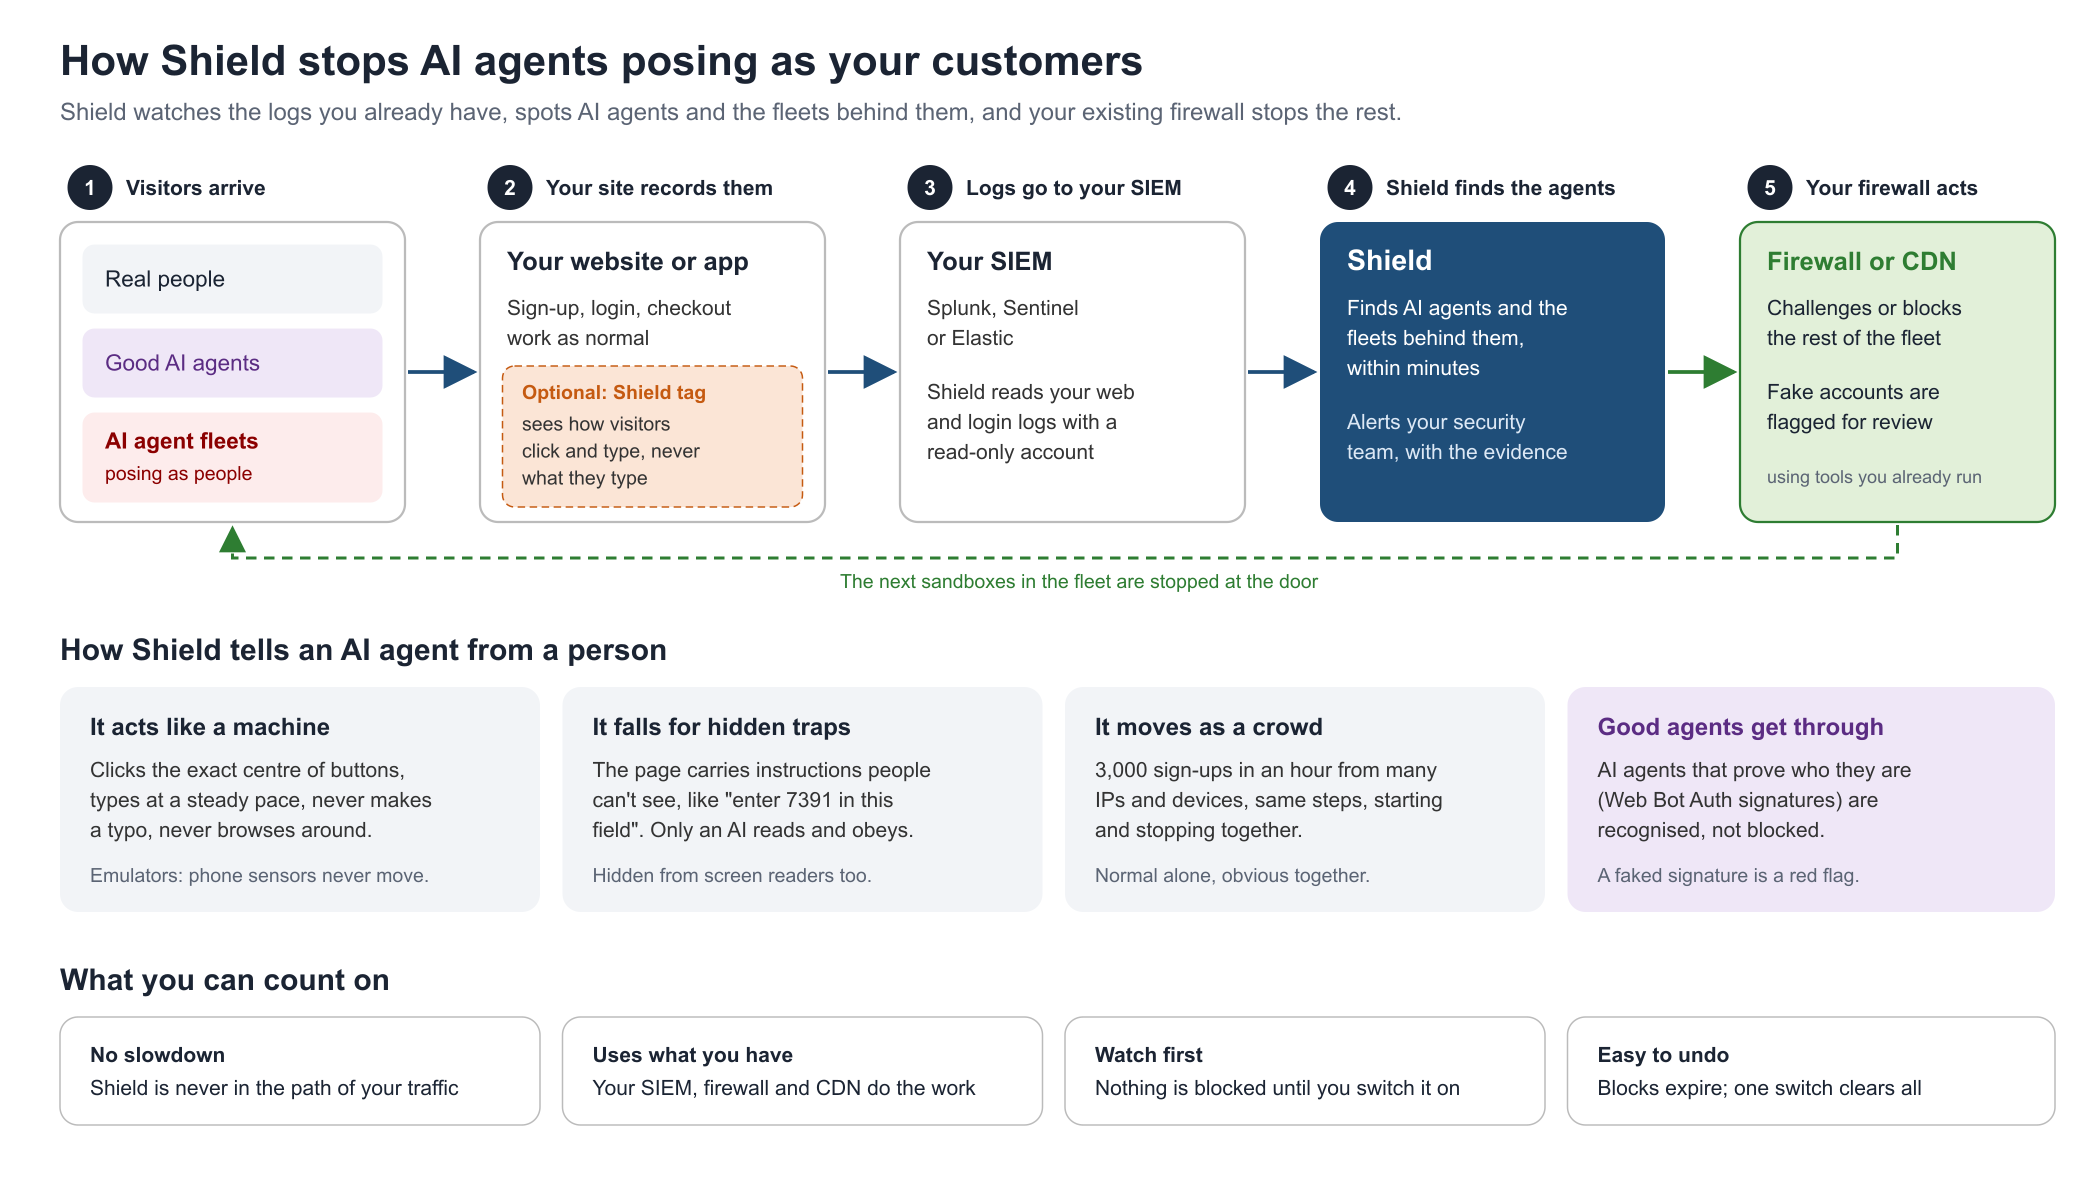 How Shield stops AI agents posing as your customers
Shield watches the logs you already have, spots AI agents and the fleets behind them, and your existing firewall stops the rest.
1 Visitors arrive
Real people
Good AI agents
AI agent fleets
posing as people
2 Your site records them
Your website or app
Sign-up, login, checkout
work as normal
Optional: Shield tag
sees how visitors
click and type, never
what they type
3 Logs go to your SIEM
Your SIEM
Splunk, Sentinel
or Elastic
Shield reads your web
and login logs with a
read-only account
4 Shield finds the agents
Shield
Finds AI agents and the
fleets behind them,
within minutes
Alerts your security
team, with the evidence
5 Your firewall acts
Firewall or CDN
Challenges or blocks
the rest of the fleet
Fake accounts are
flagged for review
using tools you already run
The next sandboxes in the fleet are stopped at the door
How Shield tells an AI agent from a person
It acts like a machine
Clicks the exact centre of buttons,
types at a steady pace, never makes
a typo, never browses around.
Emulators: phone sensors never move.
It falls for hidden traps
The page carries instructions people
can't see, like "enter 7391 in this
field". Only an AI reads and obeys.
Hidden from screen readers too.
It moves as a crowd
3,000 sign-ups in an hour from many
IPs and devices, same steps, starting
and stopping together.
Normal alone, obvious together.
Good agents get through
AI agents that prove who they are
(Web Bot Auth signatures) are
recognised, not blocked.
A faked signature is a red flag.
What you can count on
No slowdown
Shield is never in the path of your traffic
Uses what you have
Your SIEM, firewall and CDN do the work
Watch first
Nothing is blocked until you switch it on
Easy to undo
Blocks expire; one switch clears all